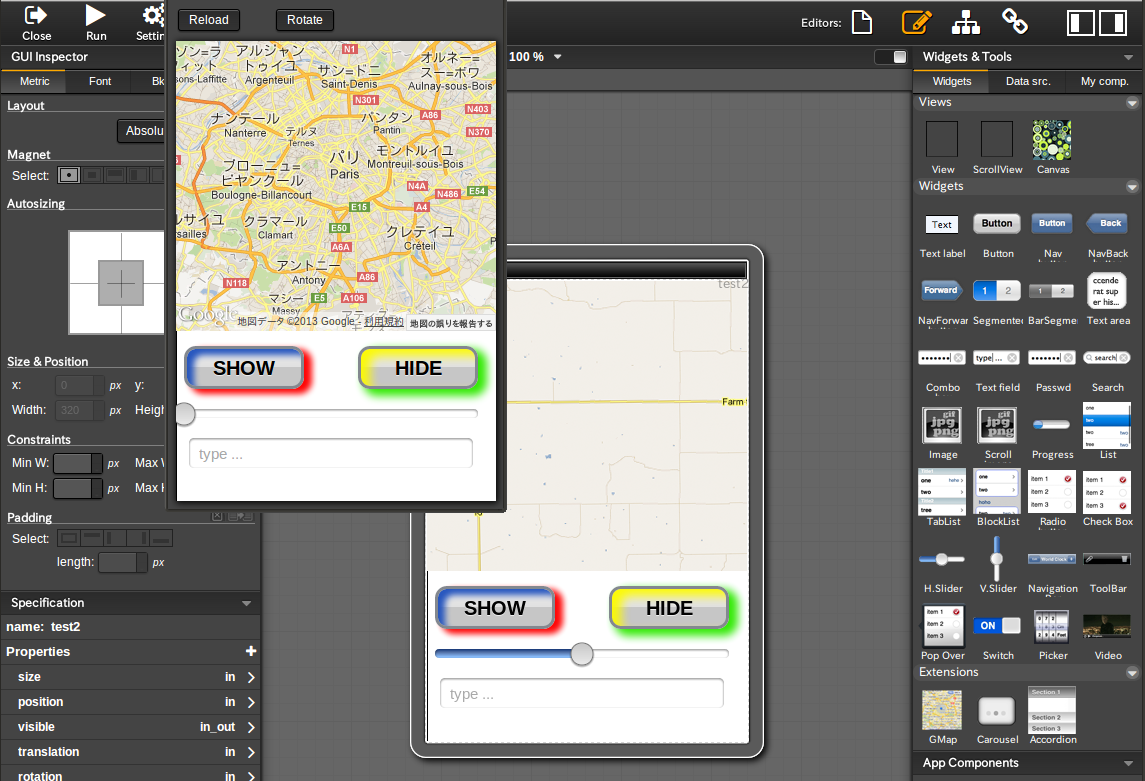 Close
Run
Settin
Reload
Rotate
Editors:
GUI Inspector
Metric
Font
Bk
Layout
Absolu
Magnet
Select:
Autosizing
Size & Position
x:
0
px
y:
Width:
320
px
Heigh
Constraints
Min W:
px
Max W
Min H:
px
Max H
Padding
Select:
length:
px
Specification
name: test2
Properties
size
in
position
in
visible
in_out
translation
in
rotation
in
ソン=ラ
ィット
sons-Laffitte
アルジャン
トゥイユ
Argenteuil
N1
サン=ドニ
Saint-Denis
オルネー=
スー=ボワ
Aulnay-sous-Bois
N301
N403
A86
ナンテール
Nanterre
テルヌ
Ternes
パンタン
Pantin
N370
パリ
Paris
モントルイユ
Montreuil-sous-Bois
ブローニュ=
ビヤンクール
Boulogne-Billancourt
N4A
N486
E54
E15
A4
ルサイユ
sailles
クラマール
Clamart
E50
クレテイユ
Créteil
A6A
アントニー
Antony
A86
N118
マシー
Massy
E5
A106
Google
地図データ ©2013 Google - 利用規約
地図の誤りを報告する
SHOW
HIDE
type ...
100 %
test2
Farm
SHOW
HIDE
type ...
Widgets & Tools
Widgets
Data src.
My comp.
Views
View
ScrollView
Canvas
Widgets
Text
Button
Button
Back
Text label
Button
Nav
NavBack
Forward
1
2
1
2
ccende
rat sup
er his...
NavForwar
Segmente
BarSegme
Text area
type| ...
search|
Combo
Text field
Passwd
Search
gif
jpg
png
gif
jpg
png
one
two
two
two
tree
two
Image
Scroll
Progress
List
one
hoho
two
tree
one
two
hoho
two
Item 1
Item 2
Item 3
Item 1
Item 2
Item 3
TabList
BlockList
Radio
Check Box
World Clock
H.Slider
V.Slider
Navigation
ToolBar
Item 1
Item 2
Item 3
ON
Pop Over
Switch
Picker
Video
Extensions
Section 1
Section 2
Section 3
GMap
Carousel
Accordion
App Components